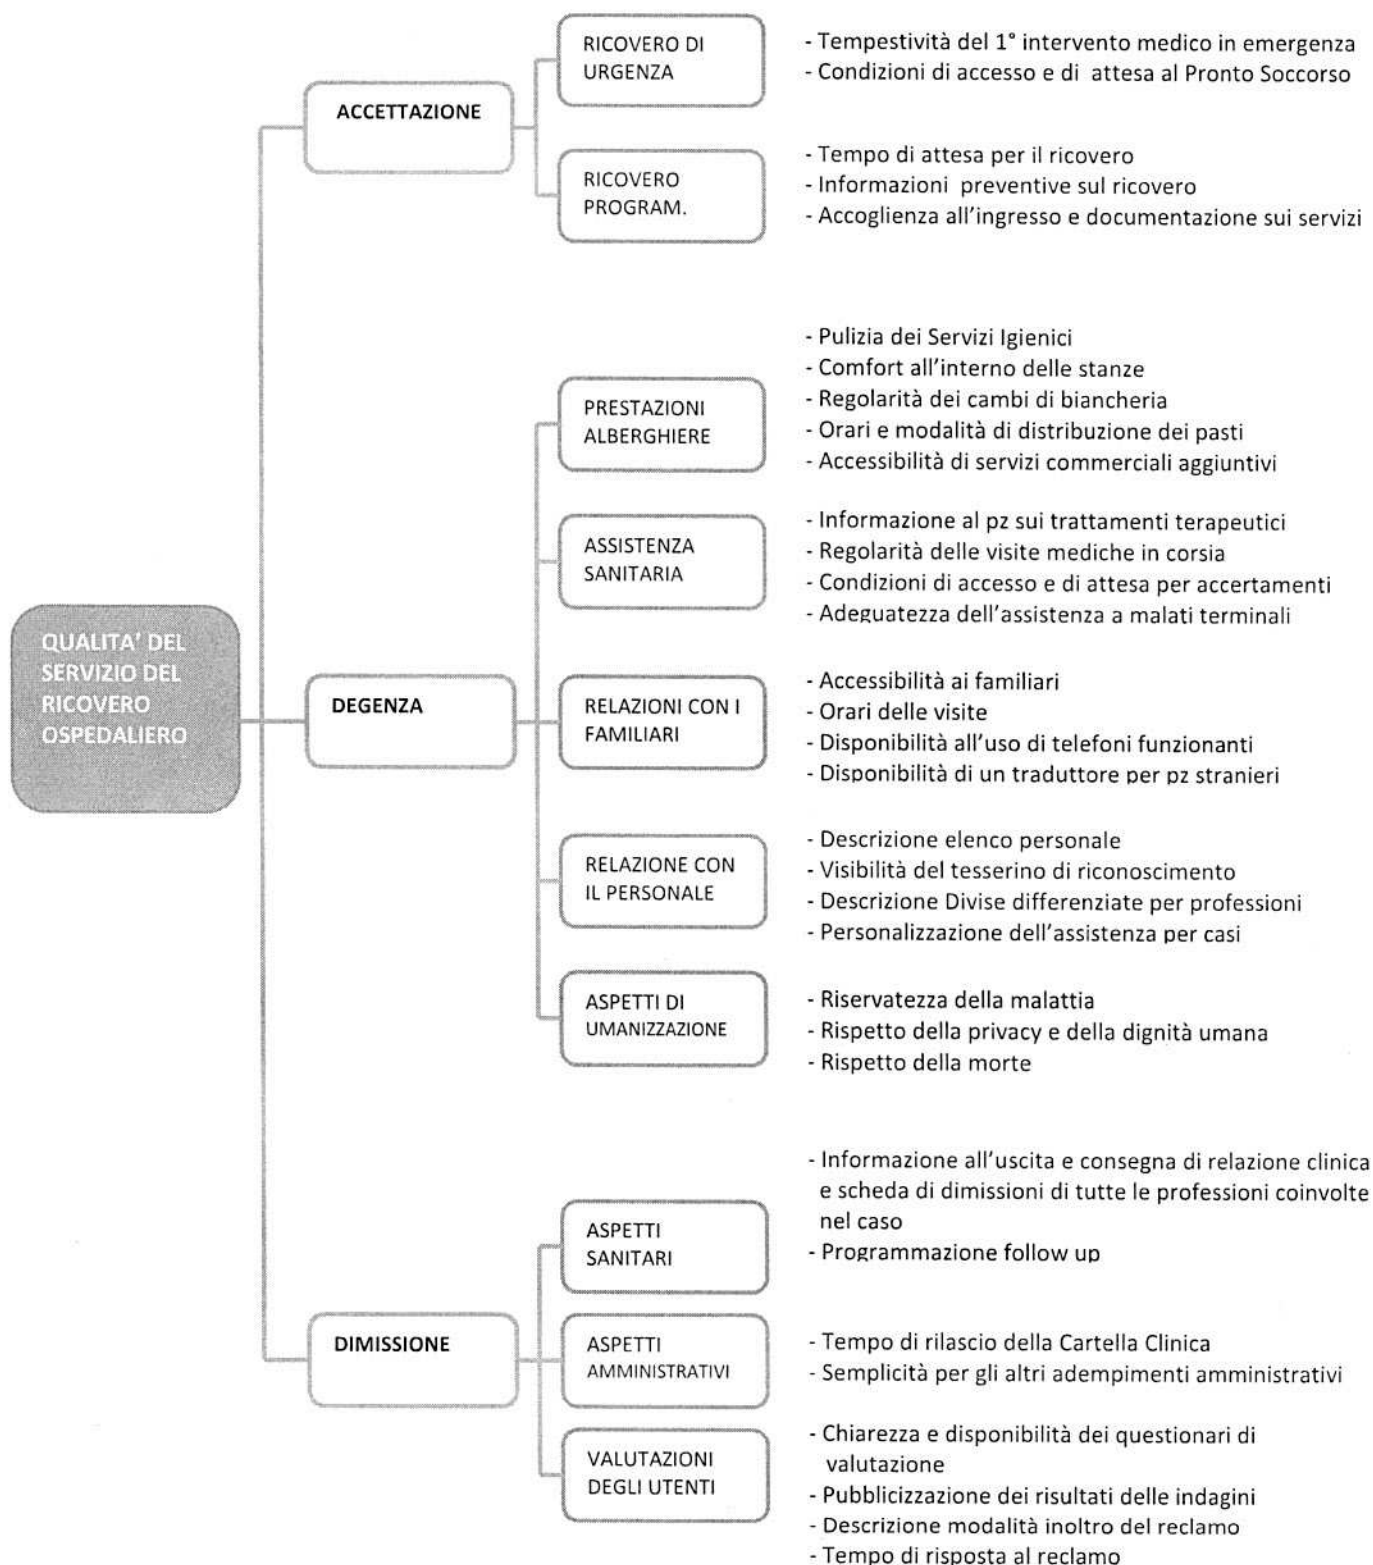 RICOVERO DI
URGENZA
- Tempestività del 1° intervento medico in emergenza
- Condizioni di accesso e di attesa al Pronto Soccorso
ACCETTAZIONE
RICOVERO
PROGRAM.
- Tempo di attesa per il ricovero
- Informazioni preventive sul ricovero
- Accoglienza all'ingresso e documentazione sui servizi
QUALITA' DEL
SERVIZIO DEL
RICOVERO
OSPEDALIERO
DEGENZA
PRESTAZIONI
ALBERGHIERE
- Pulizia dei Servizi Igienici
- Comfort all'interno delle stanze
- Regolarità dei cambi di biancheria
- Orari e modalità di distribuzione dei pasti
- Accessibilità di servizi commerciali aggiuntivi
ASSISTENZA
SANITARIA
- Informazione al pz sui trattamenti terapeutici
- Regolarità delle visite mediche in corsia
- Condizioni di accesso e di attesa per accertamenti
- Adeguatezza dell'assistenza a malati terminali
RELAZIONI CON I
FAMILIARI
- Accessibilità ai familiari
- Orari delle visite
- Disponibilità all'uso di telefoni funzionanti
- Disponibilità di un traduttore per pz stranieri
RELAZIONE CON
IL PERSONALE
- Descrizione elenco personale
- Visibilità del tesserino di riconoscimento
- Descrizione Divise differenziate per professioni
- Personalizzazione dell'assistenza per casi
ASPETTI DI
UMANIZZAZIONE
- Riservatezza della malattia
- Rispetto della privacy e della dignità umana
- Rispetto della morte
DIMISSIONE
ASPETTI
SANITARI
- Informazione all'uscita e consegna di relazione clinica
e scheda di dimissioni di tutte le professioni coinvolte
nel caso
- Programmazione follow up
ASPETTI
AMMINISTRATIVI
- Tempo di rilascio della Cartella Clinica
- Semplicità per gli altri adempimenti amministrativi
VALUTAZIONI
DEGLI UTENTI
- Chiarezza e disponibilità dei questionari di
valutazione
- Pubblicizzazione dei risultati delle indagini
- Descrizione modalità inoltro del reclamo
- Tempo di risposta al reclamo